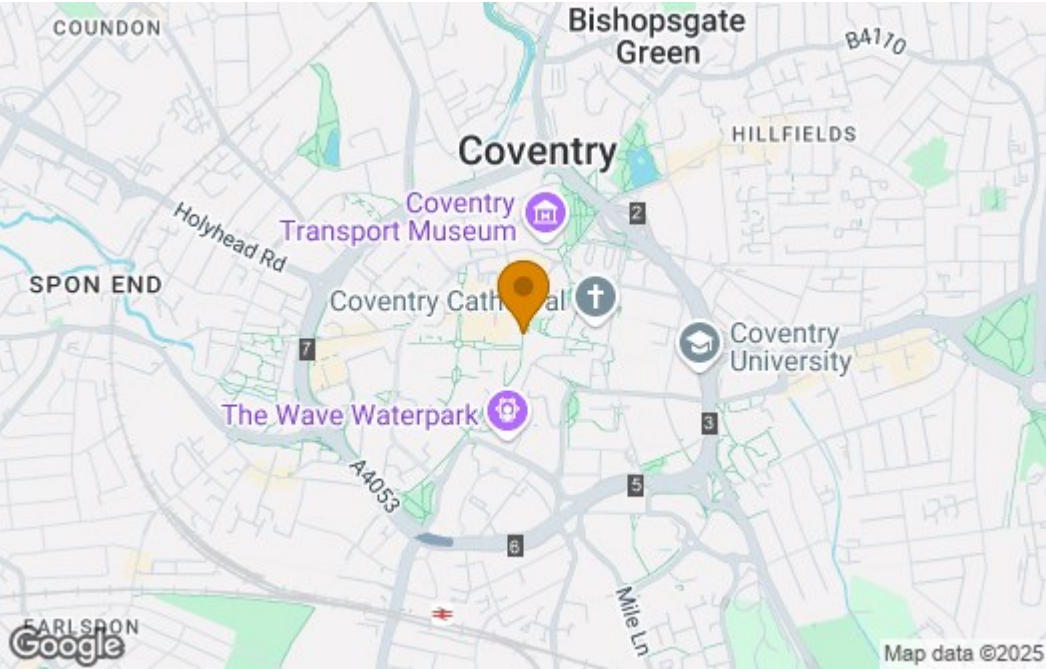 COUNDON
Bishopsgate
Green
B4110
HILLFIELDS
Coventry
Coventry
Transport Museum
2
Holyhead Rd
SPON END
Coventry Cath
al
Coventry
University
7
The Wave Waterpark
3
A4053
5
6
Mile Ln
EARLSDON
Google
Map data ©2025